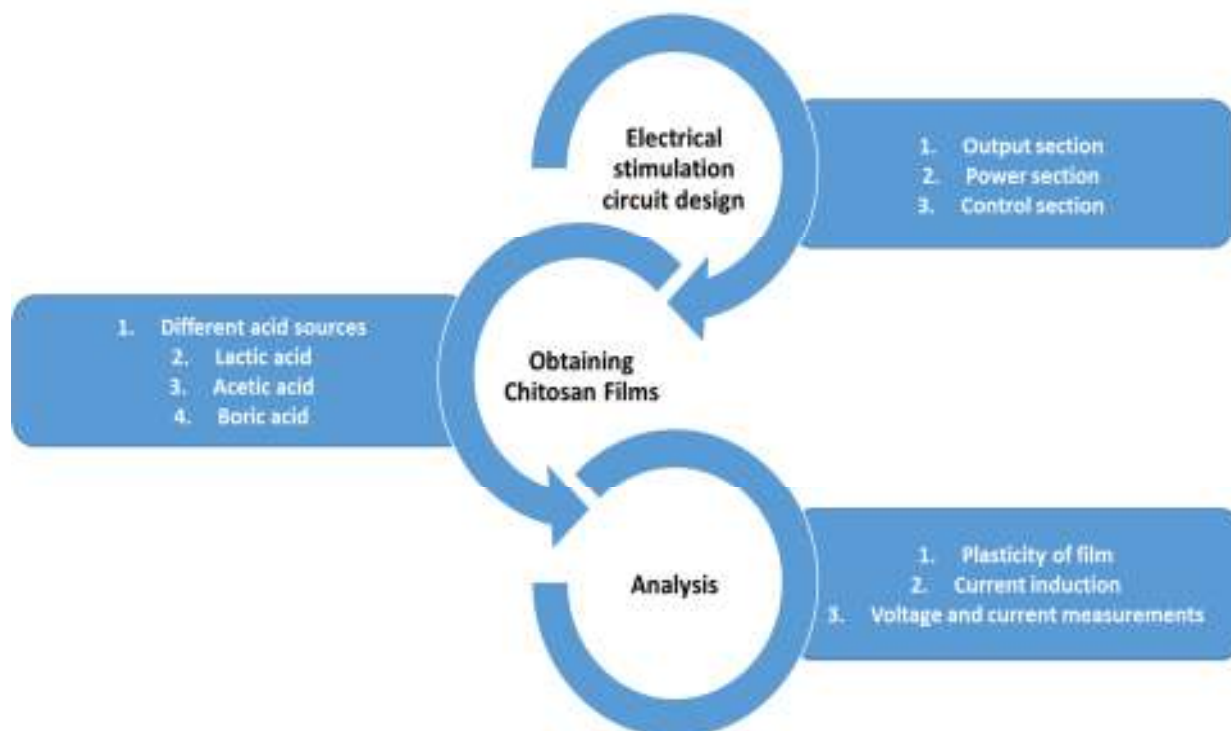 Electrical
stimulation
circuit design
1. Output section
2. Power section
3. Control section
Obtaining
Chitosan Films
1. Different acid sources
2. Lactic acid
3. Acetic acid
4. Boric acid
Analysis
1. Plasticity of film
2. Current induction
3. Voltage and current measurements